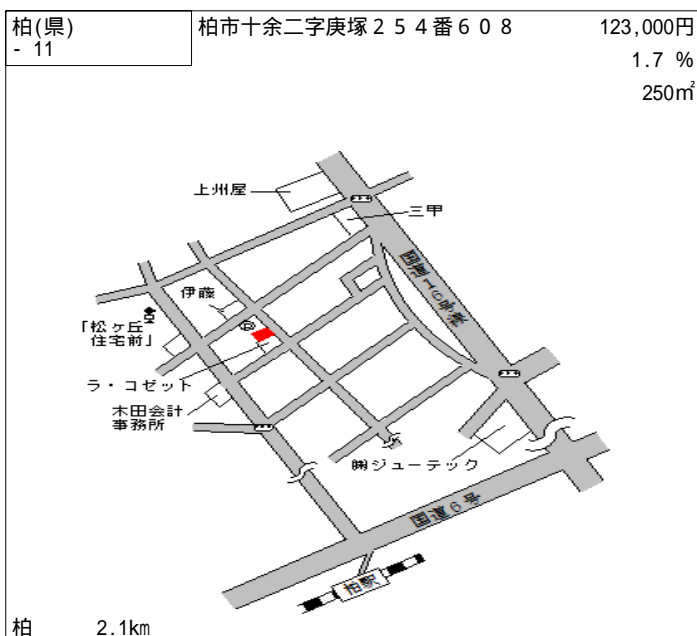 柏(県)
- 11
柏市十余二字庚塚２５４番６０８
123,000円
1.7 %
250㎡
上州屋
三甲
国道16号線
伊藤
「松ヶ丘
住宅前」
ラ・コゼット
木田会計
事務所
㈱ジューテック
国道6号
柏駅
柏 2.1km